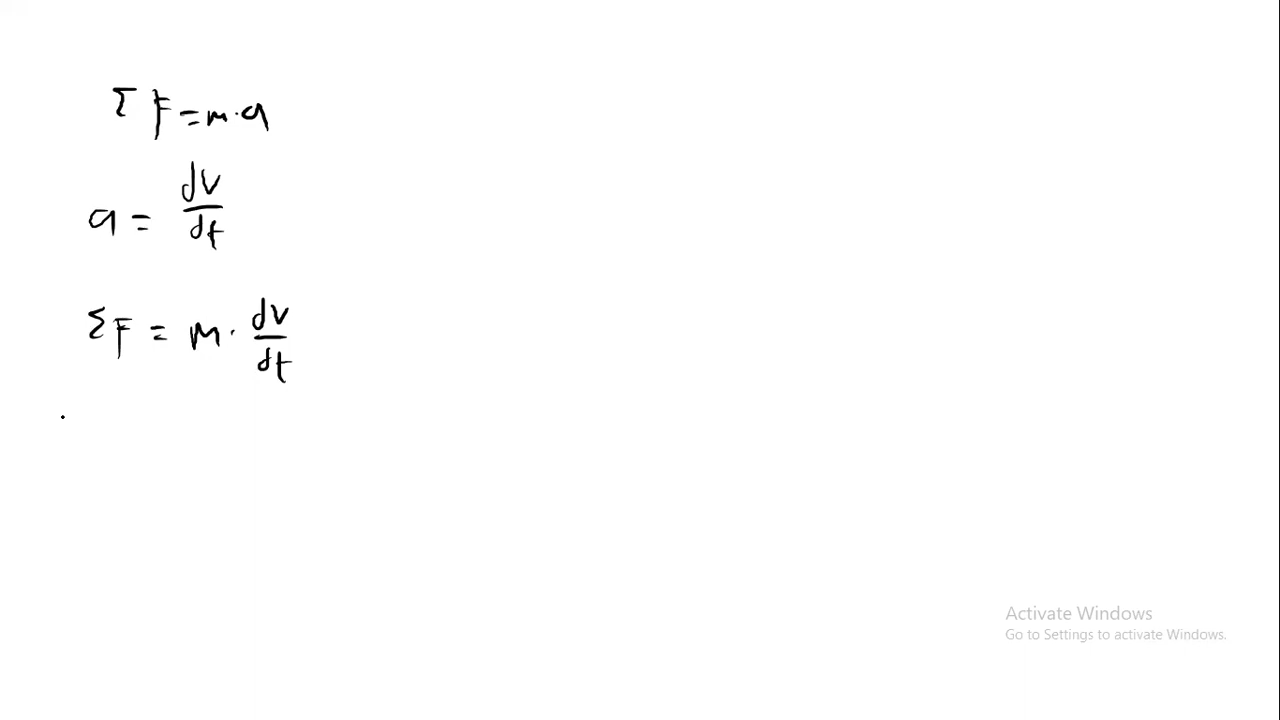 Σ F = m · a
a = dv/dt
Σ F = m · dv/dt
Activate Windows
Go to Settings to activate Windows.